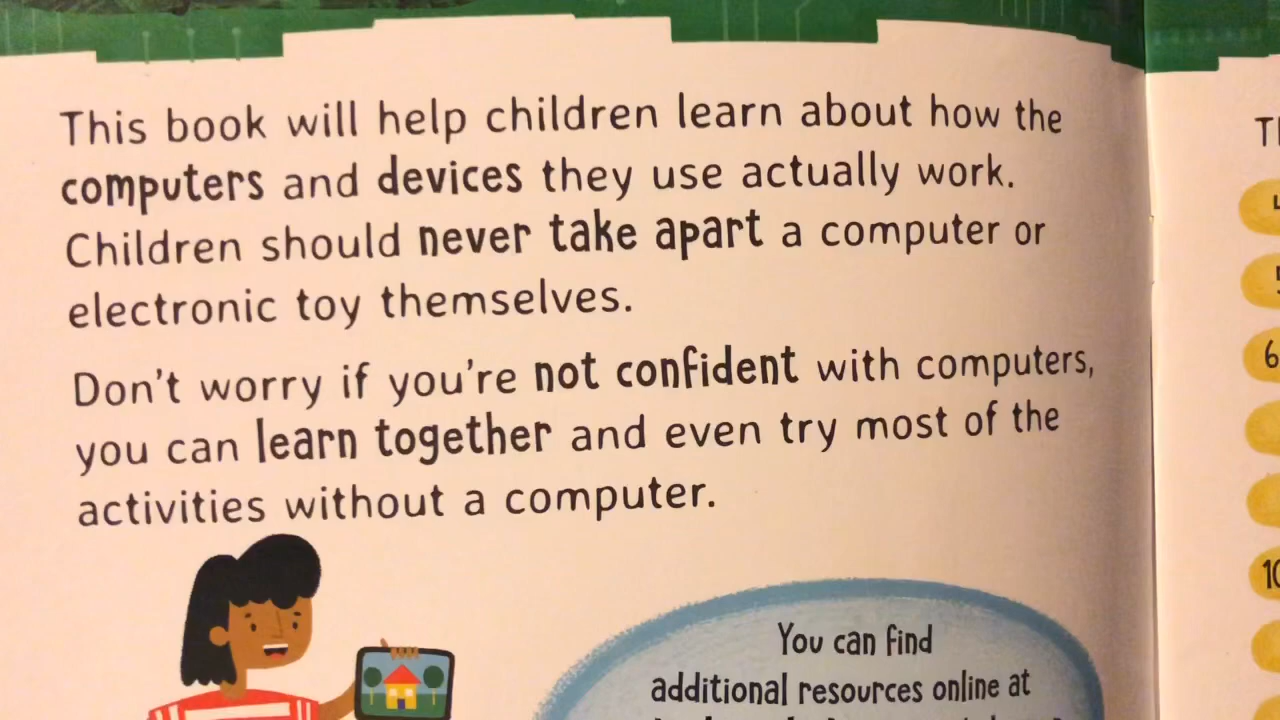 This book will help children learn about how the
computers and devices they use actually work.
Children should never take apart a computer or
electronic toy themselves.
Don't worry if you're not confident with computers,
you can learn together and even try most of the
activities without a computer.
You can find
additional resources online at
6
10